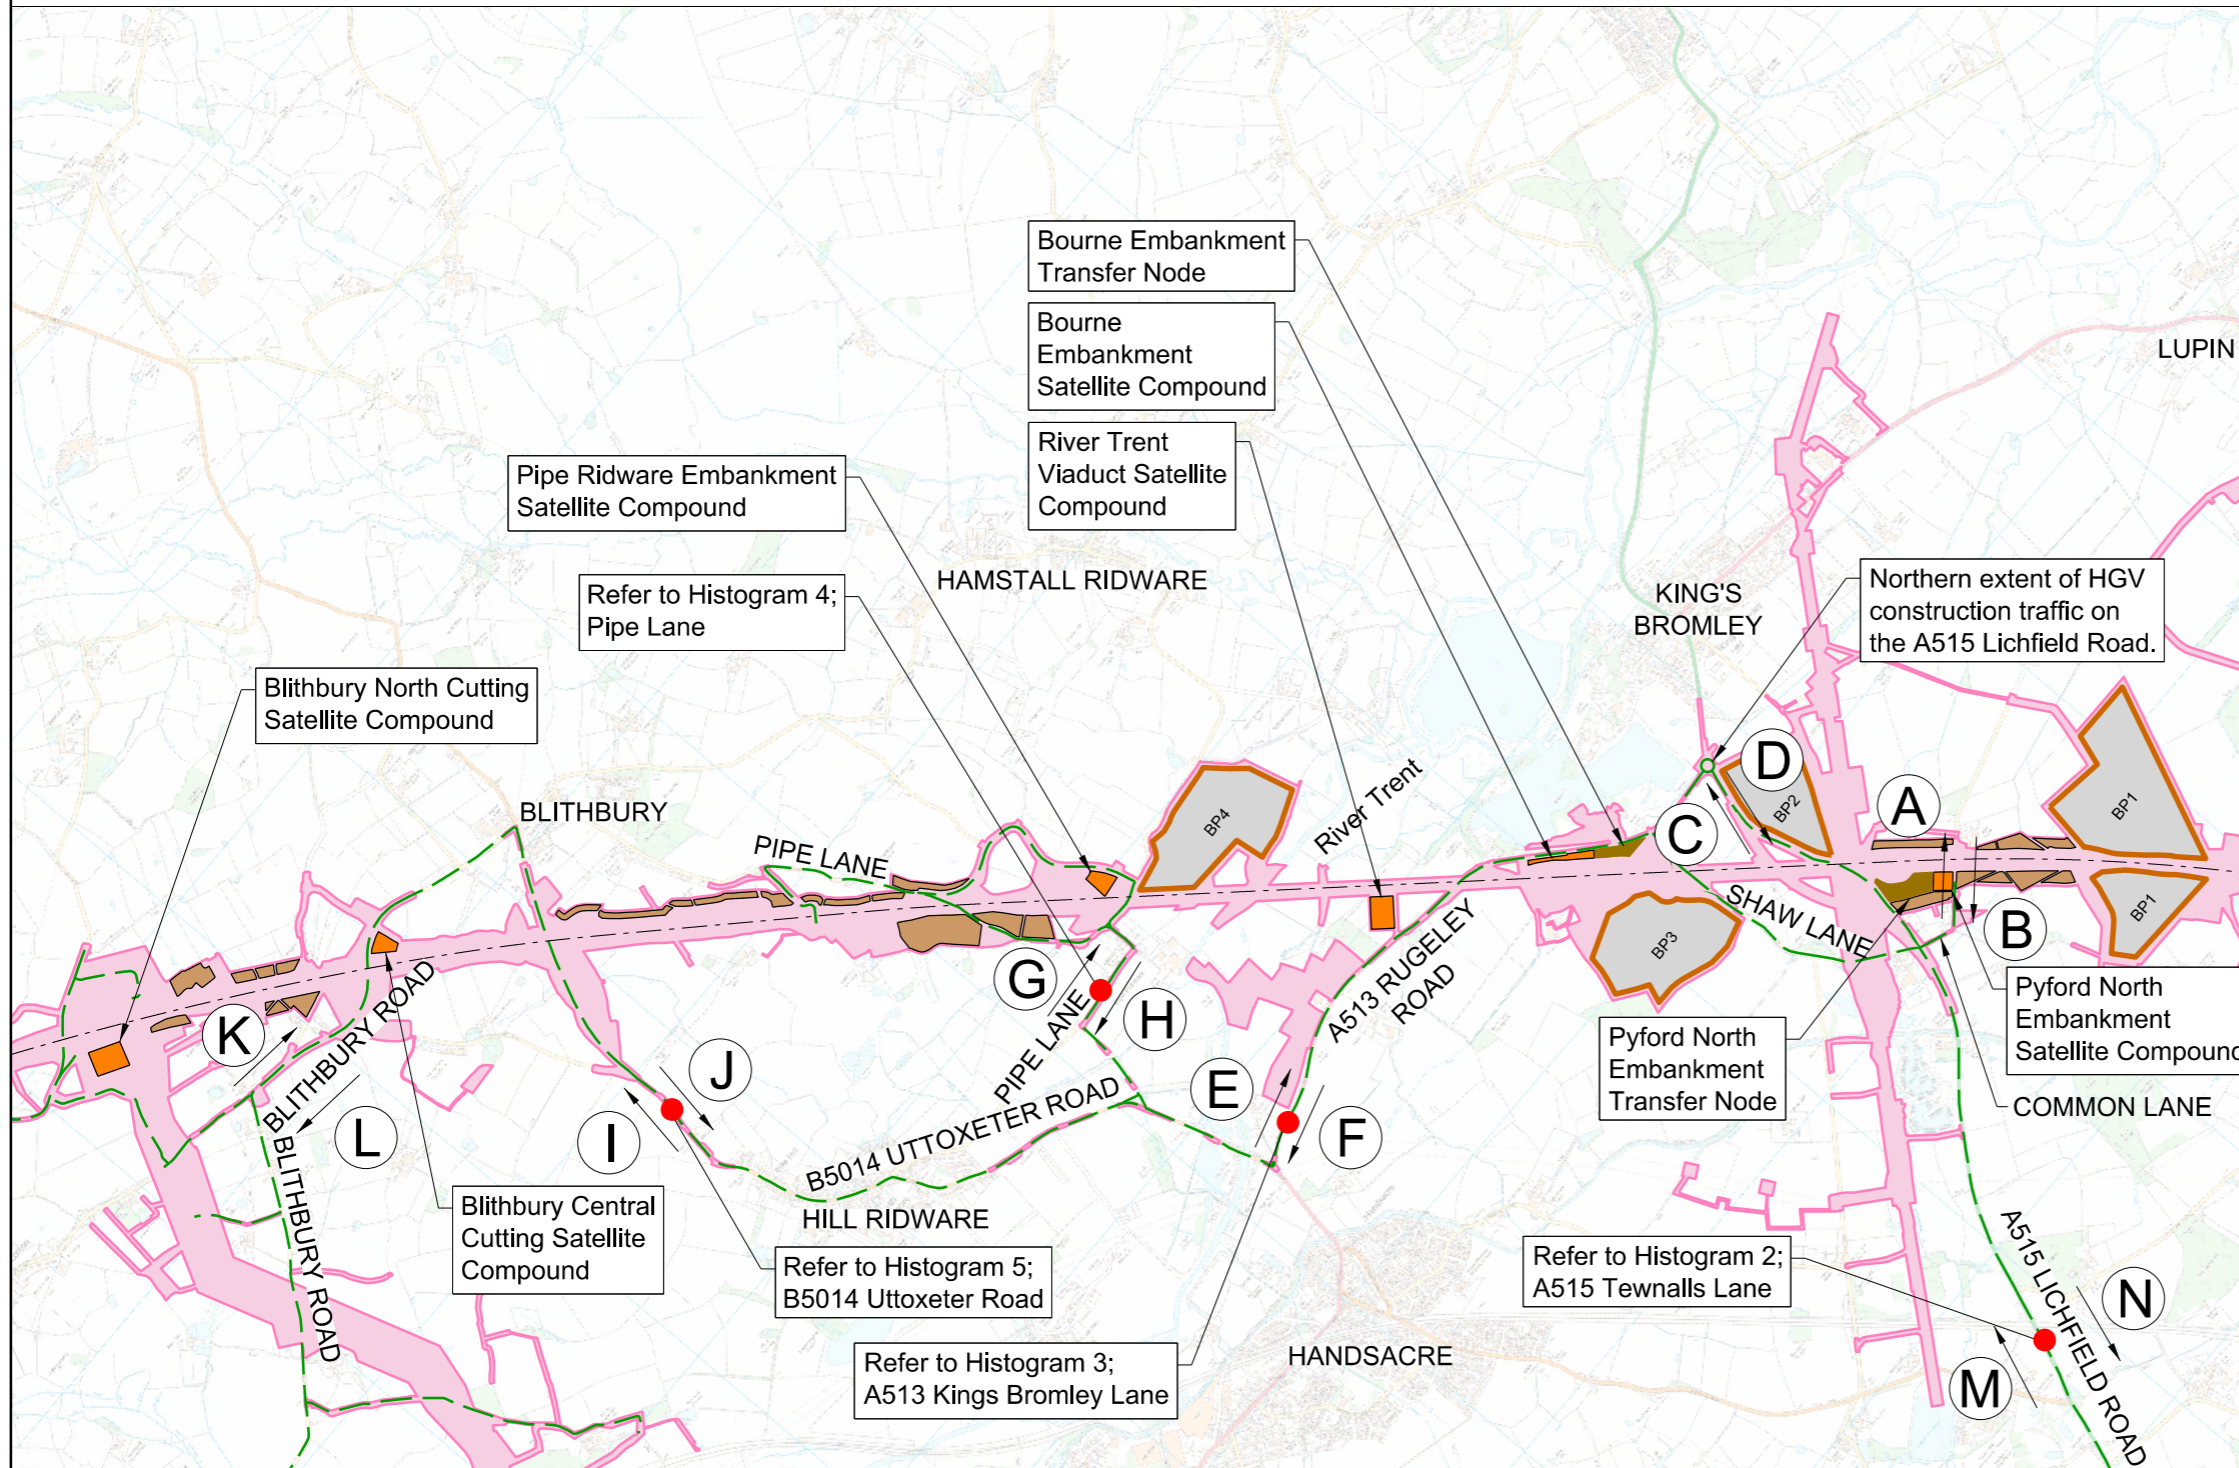 Bourne Embankment
Transfer Node
Bourne
Embankment
Satellite Compound
LUPIN
River Trent
Viaduct Satellite
Compound
Pipe Ridware Embankment
Satellite Compound
HAMSTALL RIDWARE
Refer to Histogram 4;
Pipe Lane
KING'S
BROMLEY
Northern extent of HGV
construction traffic on
the A515 Lichfield Road.
Blithbury North Cutting
Satellite Compound
BLITHBURY
PIPE LANE
BP4
River Trent
C
D
BP2
A
BP1
BP1
B
SHAW LANE
BP3
A513 RUGELEY
ROAD
G
H
PIPE LANE
K
BLITHBURY ROAD
L
J
I
E
F
Pyford North
Embankment
Transfer Node
Pyford North
Embankment
Satellite Compound
COMMON LANE
B5014 UTTOXETER ROAD
HILL RIDWARE
BLITHBURY ROAD
Blithbury Central
Cutting Satellite
Compound
Refer to Histogram 5;
B5014 Uttoxeter Road
Refer to Histogram 3;
A513 Kings Bromley Lane
HANDSACRE
Refer to Histogram 2;
A515 Tewnalls Lane
A515 LICHFIELD ROAD
N
M